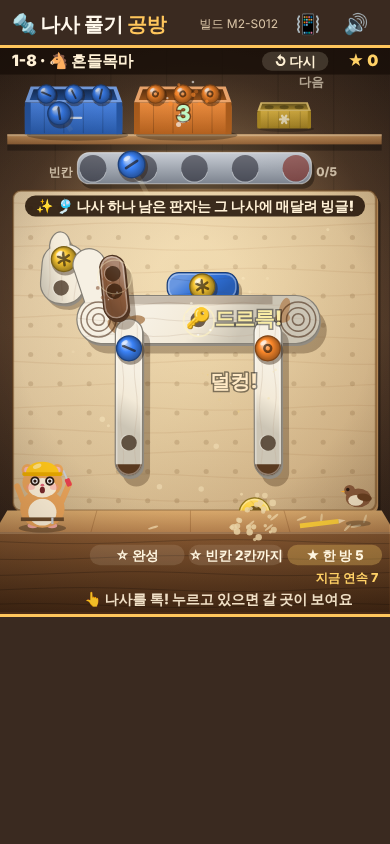 나사 풀기 공방
빌드 M2-S012
1-8 · 흔들목마
다시
★ 0
다음
3
빈칸
0/5
나사 하나 남은 판자는 그 나사에 매달려 빙글!
드르륵!
덜컹!
☆ 완성
☆ 빈칸 2칸까지
★ 한 방 5
지금 연속 7
나사를 톡! 누르고 있으면 갈 곳이 보여요